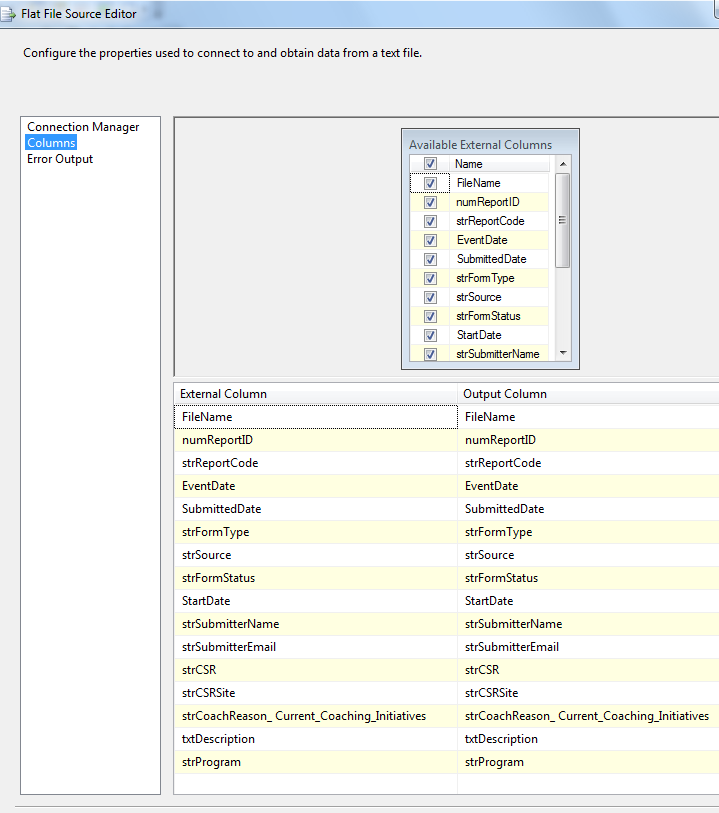 Flat File Source Editor
Configure the properties used to connect to and obtain data from a text file.
Connection Manager
Columns
Error Output
Available External Columns
Name
FileName
numReportID
strReportCode
EventDate
SubmittedDate
strFormType
strSource
strFormStatus
StartDate
strSubmitterName
External Column Output Column
FileName FileName
numReportID numReportID
strReportCode strReportCode
EventDate EventDate
SubmittedDate SubmittedDate
strFormType strFormType
strSource strSource
strFormStatus strFormStatus
StartDate StartDate
strSubmitterName strSubmitterName
strSubmitterEmail strSubmitterEmail
strCSR strCSR
strCSRSite strCSRSite
strCoachReason_ Current_Coaching_Initiatives strCoachReason_ Current_Coaching_Initiatives
txtDescription txtDescription
strProgram strProgram